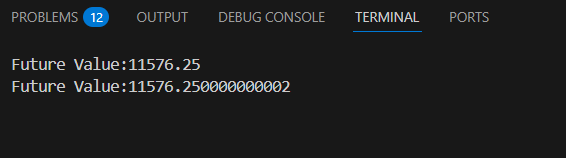 PROBLEMS 12 OUTPUT DEBUG CONSOLE TERMINAL PORTS
Future Value:11576.25
Future Value:11576.250000000002